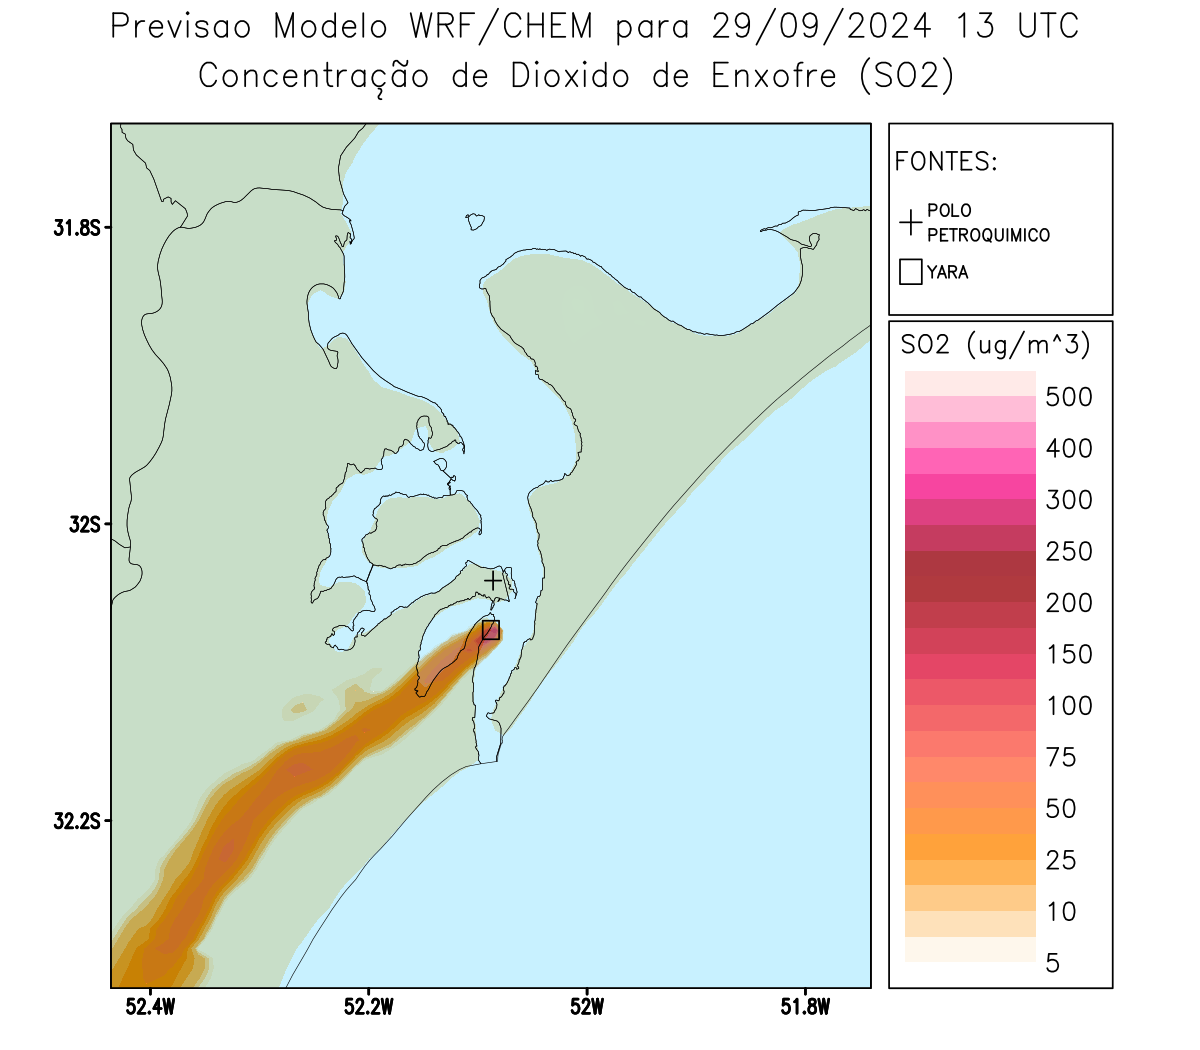 Previsao Modelo WRF/CHEM para 29/09/2024 13 UTC
Concentração de Dioxido de Enxofre (SO2)
FONTES:
POLO
PETROQUIMICO
YARA
SO2 (ug/m^3)
500
400
300
250
200
150
100
75
50
25
10
5
31.8S
32S
32.2S
52.4W
52.2W
52W
51.8W